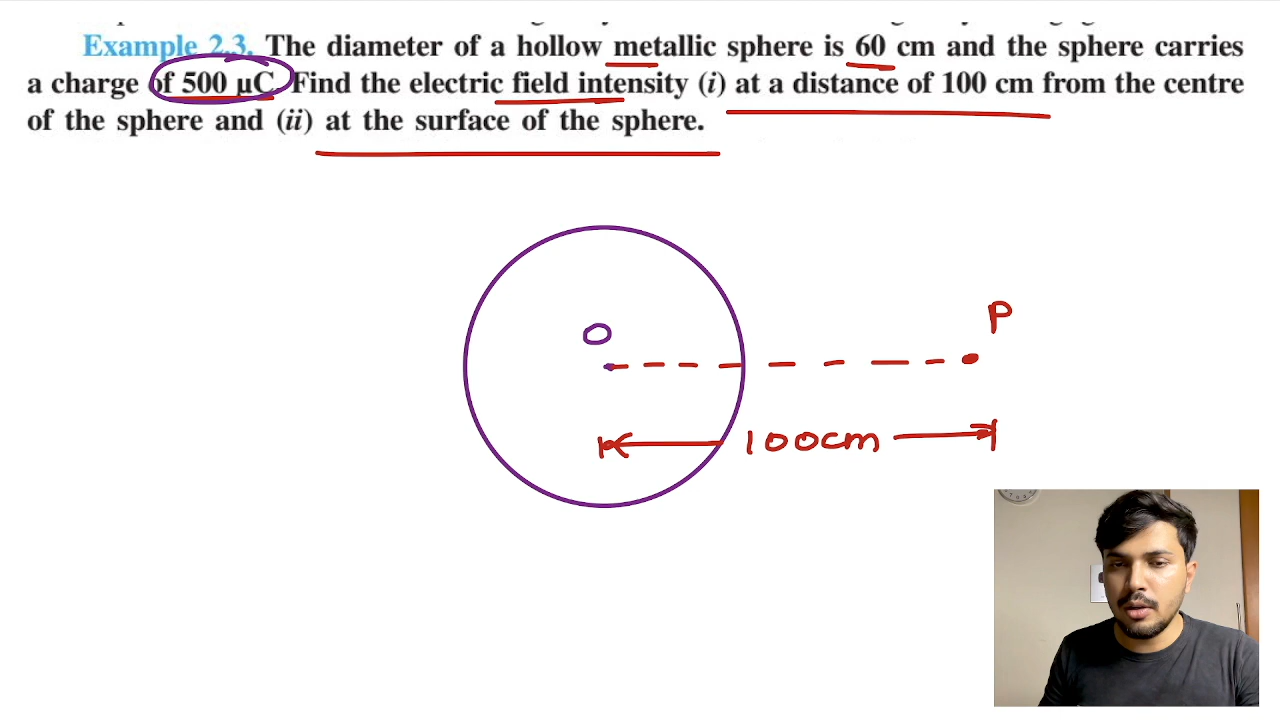 Example 2.3. The diameter of a hollow metallic sphere is 60 cm and the sphere carries
a charge of 500 μC. Find the electric field intensity (i) at a distance of 100 cm from the centre
of the sphere and (ii) at the surface of the sphere.
P
O
100cm